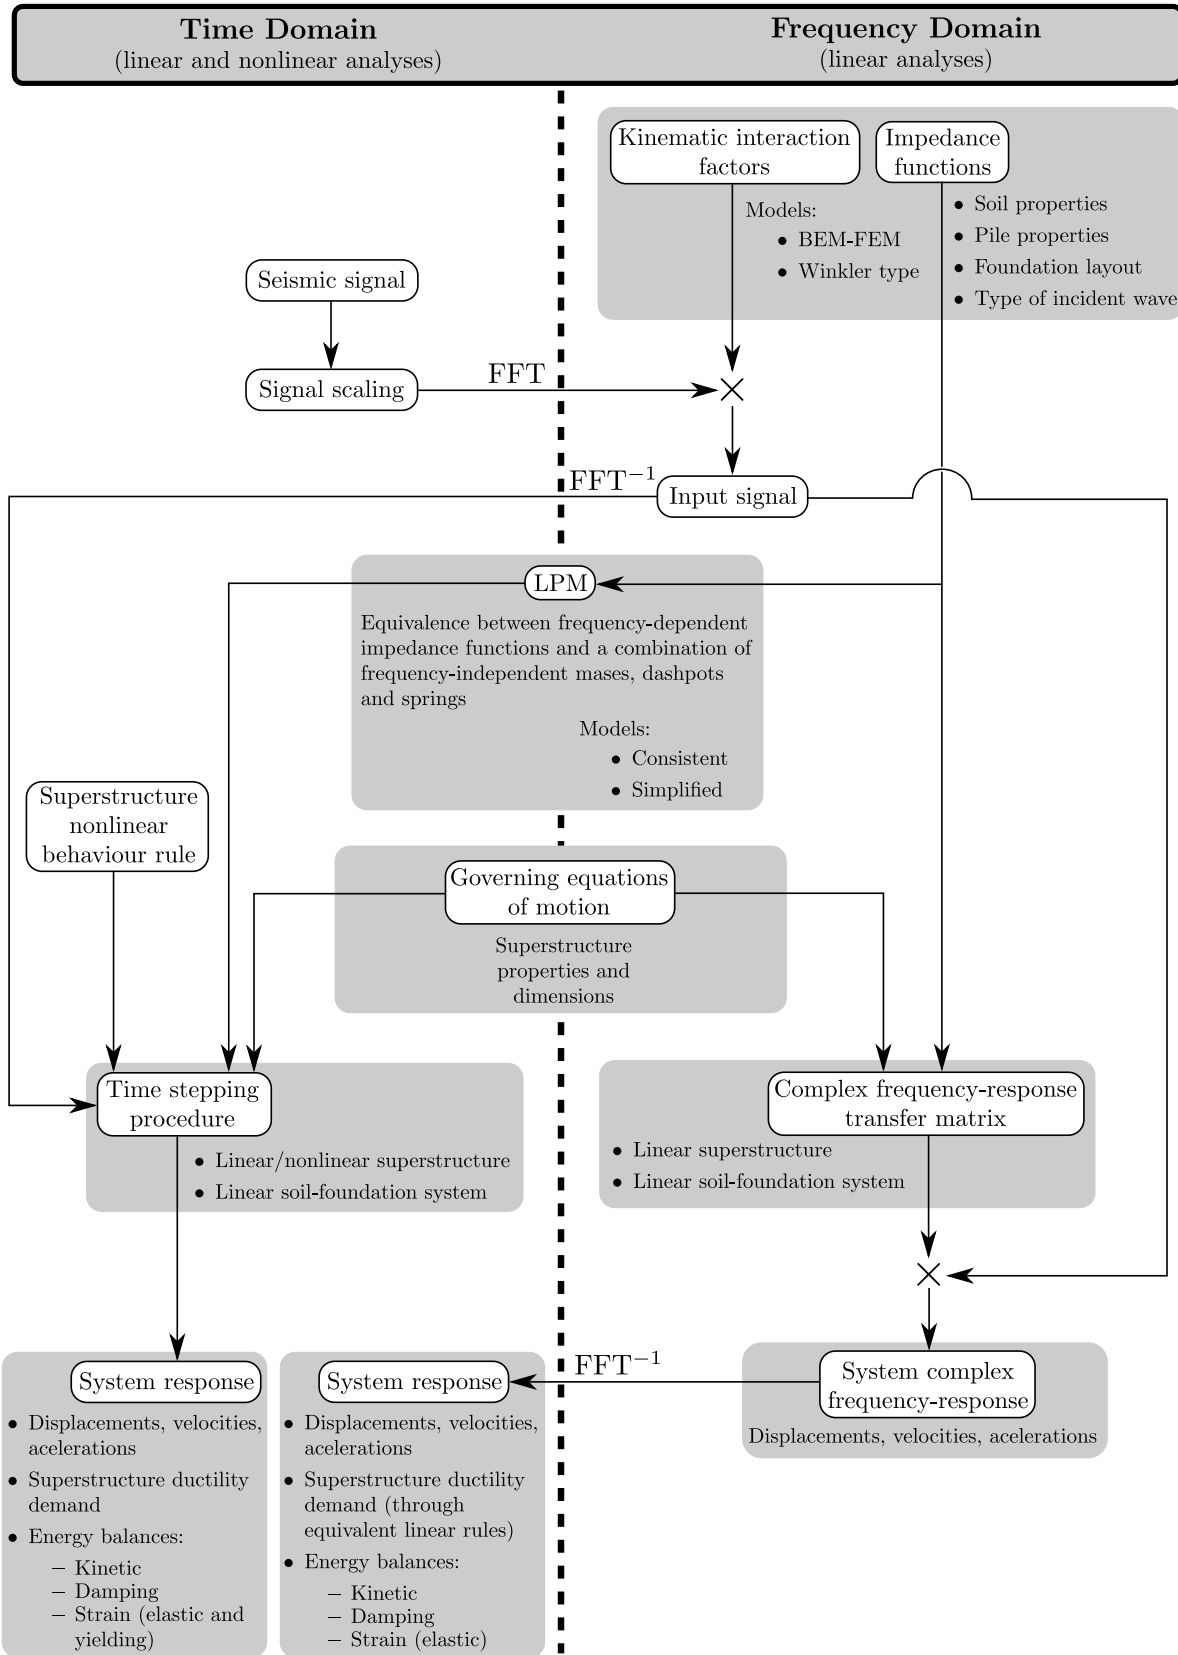 Time Domain
(linear and nonlinear analyses)
Frequency Domain
(linear analyses)
Kinematic interaction
factors
Impedance
functions
Models:
• BEM-FEM
• Winkler type
• Soil properties
• Pile properties
• Foundation layout
• Type of incident wave
Seismic signal
Signal scaling
FFT
×
FFT⁻¹
Input signal
LPM
Equivalence between frequency-dependent
impedance functions and a combination of
frequency-independent mases, dashpots
and springs
Models:
• Consistent
• Simplified
Superstructure
nonlinear
behaviour rule
Governing equations
of motion
Superstructure
properties and
dimensions
Time stepping
procedure
• Linear/nonlinear superstructure
• Linear soil-foundation system
Complex frequency-response
transfer matrix
• Linear superstructure
• Linear soil-foundation system
×
System response
• Displacements, velocities,
acelerations
• Superstructure ductility
demand
• Energy balances:
– Kinetic
– Damping
– Strain (elastic and
yielding)
System response
• Displacements, velocities,
acelerations
• Superstructure ductility
demand (through
equivalent linear rules)
• Energy balances:
– Kinetic
– Damping
– Strain (elastic)
FFT⁻¹
System complex
frequency-response
Displacements, velocities, acelerations